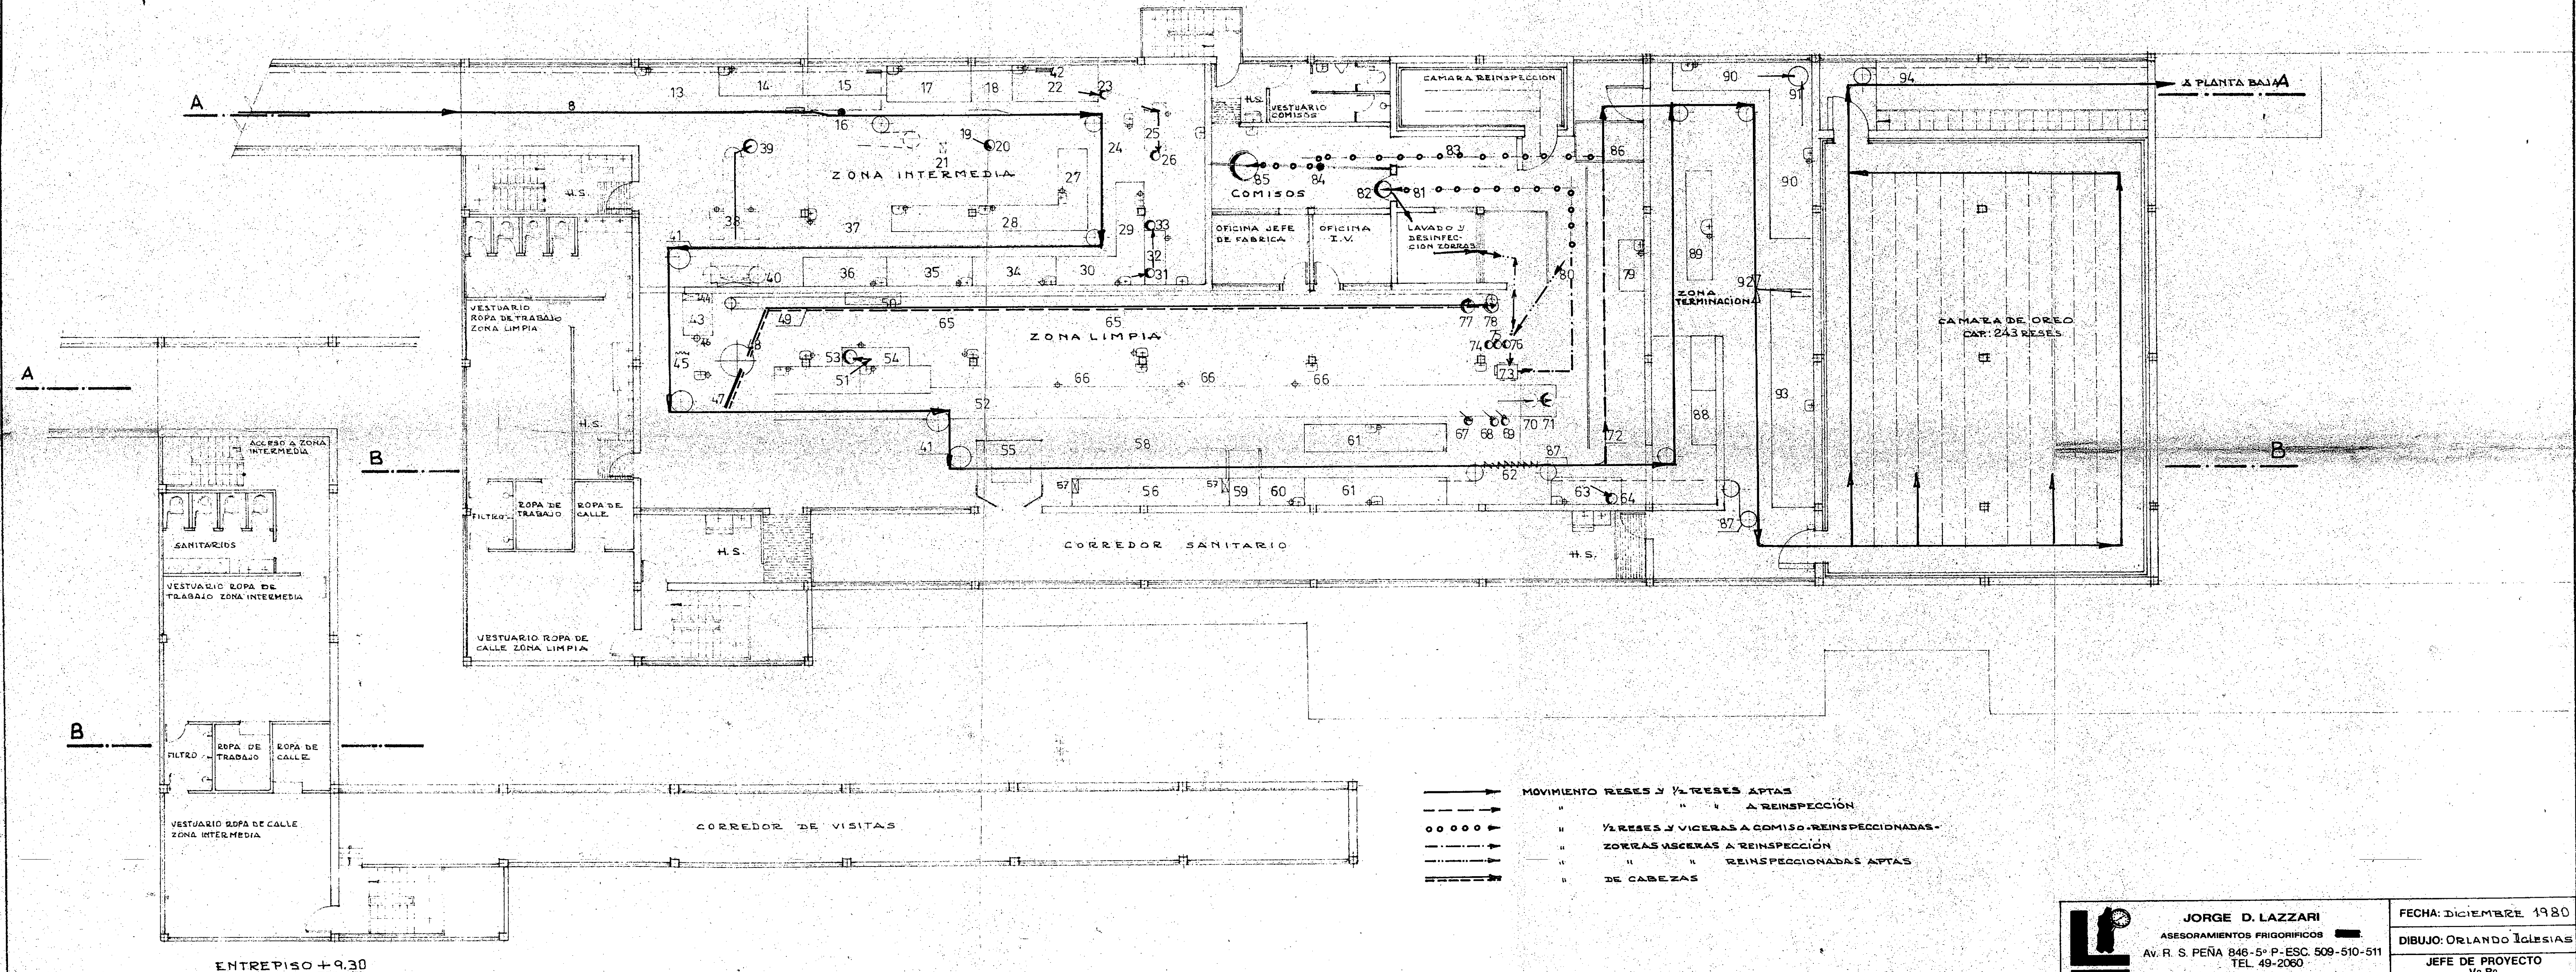 A
8
13
14
15
17
18
42
22
23
16
39
19
20
21
24
25
26
27
ZONA INTERMEDIA
H.S.
38
37
28
29
33
32
31
41
40
36
35
34
30
H.S.
VESTUARIO
COMISOS
CAMARA REINSPECCION
83
85
84
COMISOS
82
81
86
OFICINA JEFE
DE FABRICA
OFICINA
I.V.
LAVADO Y
DESINFEC-
CION ZORRAS
80
79
90
91
94
A PLANTA BAJA
A
90
89
92
ZONA
TERMINACION
93
88
CAMARA DE OREO
CAP: 243 RESES
VESTUARIO
ROPA DE TRABAJO
ZONA LIMPIA
44
43
46
45
47
48
49
50
65
65
ZONA LIMPIA
53
54
51
66
66
66
77
78
74
75
76
73
52
67
68
69
70
71
72
41
55
58
61
87
57
56
57
59
60
61
62
63
64
87
A
B
B
H.S.
FILTRO
ROPA DE
TRABAJO
ROPA DE
CALLE
H.S.
CORREDOR SANITARIO
H.S.
VESTUARIO ROPA DE
CALLE ZONA LIMPIA
ACCESO A ZONA
INTERMEDIA
SANITARIOS
VESTUARIO ROPA DE
TRABAJO ZONA INTERMEDIA
B
FILTRO
ROPA DE
TRABAJO
ROPA DE
CALLE
VESTUARIO ROPA DE CALLE
ZONA INTERMEDIA
CORREDOR DE VISITAS
ENTREPISO +9.30
MOVIMIENTO RESES Y 1/2 RESES APTAS
" " " A REINSPECCIÓN
" 1/2 RESES Y VICERAS A COMISO-REINSPECCIONADAS-
" ZORRAS VISCERAS A REINSPECCIÓN
" " " REINSPECCIONADAS APTAS
" DE CABEZAS
JORGE D. LAZZARI
ASESORAMIENTOS FRIGORIFICOS
Av. R. S. PEÑA 846-5º P-ESC. 509-510-511
TEL. 49-2060
FECHA: DICIEMBRE 1980
DIBUJO: ORLANDO IGLESIAS
JEFE DE PROYECTO
Vº Bº